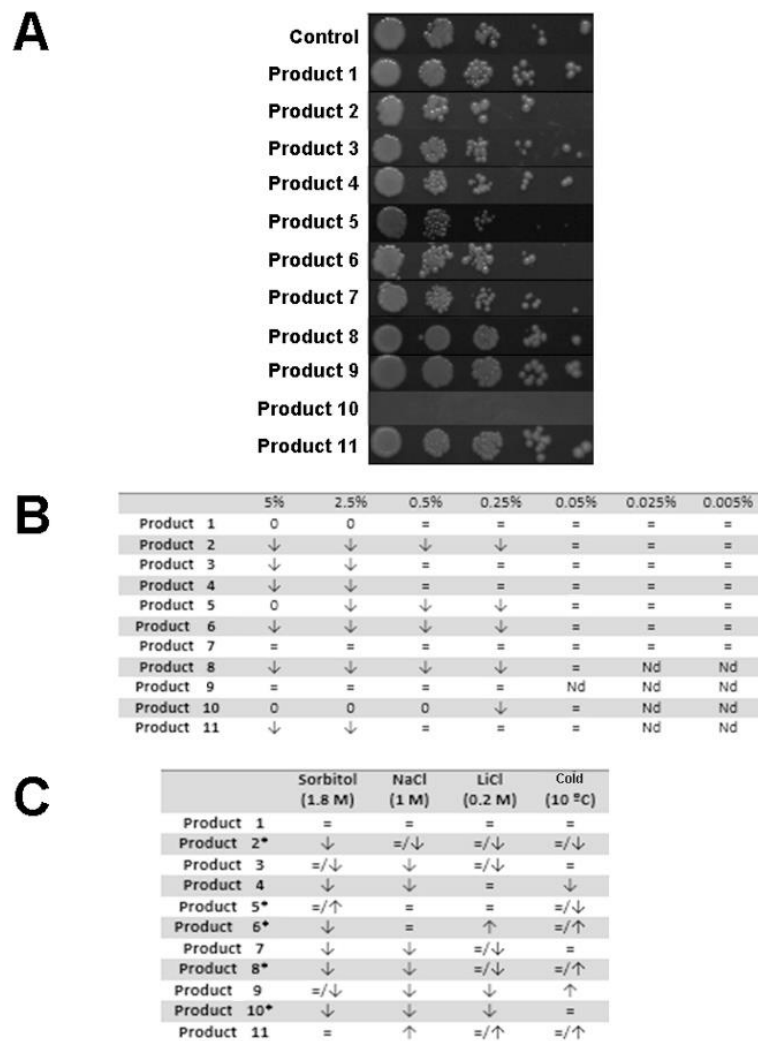 A
Control
Product 1
Product 2
Product 3
Product 4
Product 5
Product 6
Product 7
Product 8
Product 9
Product 10
Product 11
B
5% 2.5% 0.5% 0.25% 0.05% 0.025% 0.005%
Product 1 0 0 = = = = =
Product 2 ↓ ↓ ↓ ↓ = = =
Product 3 ↓ ↓ = = = = =
Product 4 ↓ ↓ = = = = =
Product 5 0 ↓ ↓ ↓ = = =
Product 6 ↓ ↓ ↓ ↓ = = =
Product 7 = = = = = = =
Product 8 ↓ ↓ ↓ ↓ = Nd Nd
Product 9 = = = = Nd Nd Nd
Product 10 0 0 0 ↓ = Nd Nd
Product 11 ↓ ↓ = = = Nd Nd
C
Sorbitol NaCl LiCl Cold
(1.8 M) (1 M) (0.2 M) (10 ºC)
Product 1 = = = =
Product 2* ↓ =/↓ =/↓ =/↓
Product 3 =/↓ ↓ =/↓ =
Product 4 ↓ ↓ = ↓
Product 5* =/↑ = = =/↓
Product 6* ↓ = ↑ =/↑
Product 7 ↓ ↓ =/↓ =
Product 8* ↓ ↓ =/↓ =/↑
Product 9 =/↓ ↓ ↓ ↑
Product 10* ↓ ↓ ↓ =
Product 11 = ↑ =/↑ =/↑